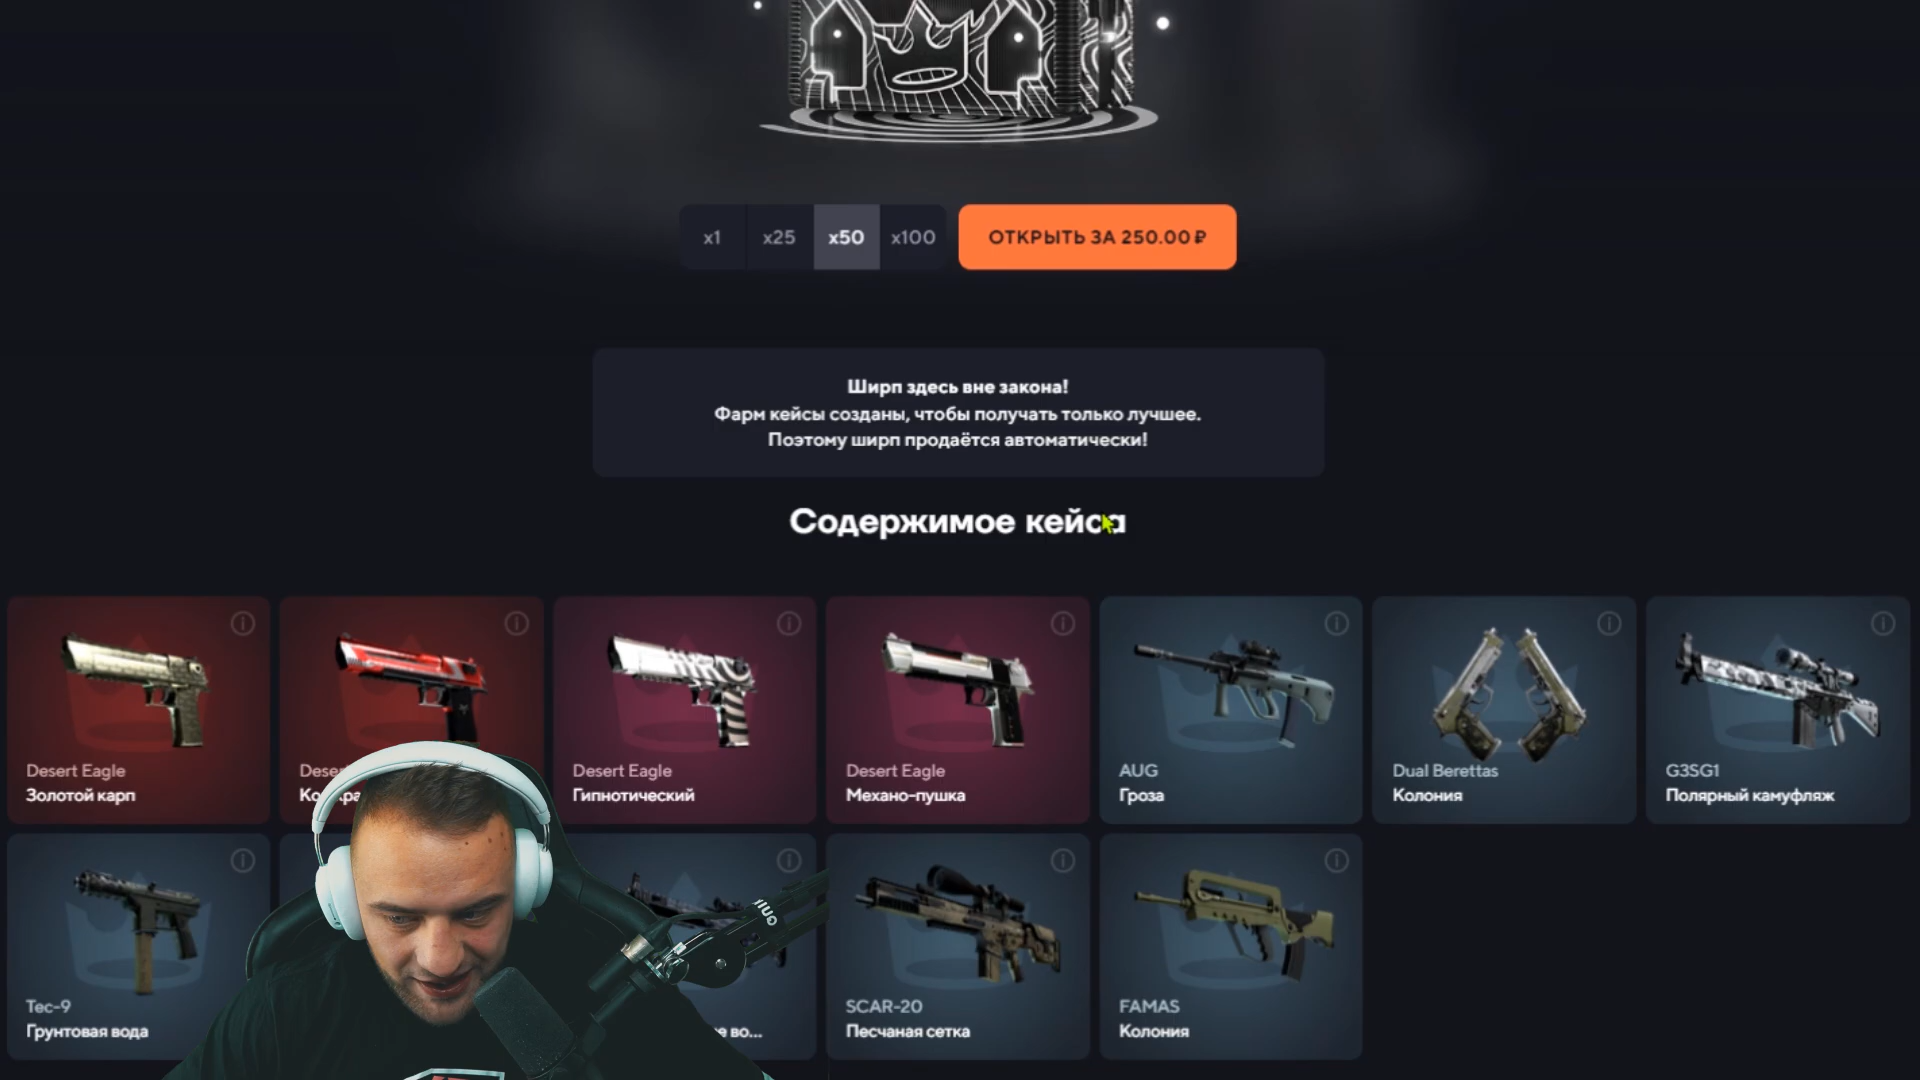 x1
x25
x50
x100
ОТКРЫТЬ ЗА 250.00 ₽
Ширп здесь вне закона!
Фарм кейсы созданы, чтобы получать только лучшее.
Поэтому ширп продаётся автоматически!
Содержимое кейса
Desert Eagle
Золотой карп
Desert Eagle
Гипнотический
Desert Eagle
Механо-пушка
AUG
Гроза
Dual Berettas
Колония
G3SG1
Полярный камуфляж
Tec-9
Грунтовая вода
SCAR-20
Песчаная сетка
FAMAS
Колония